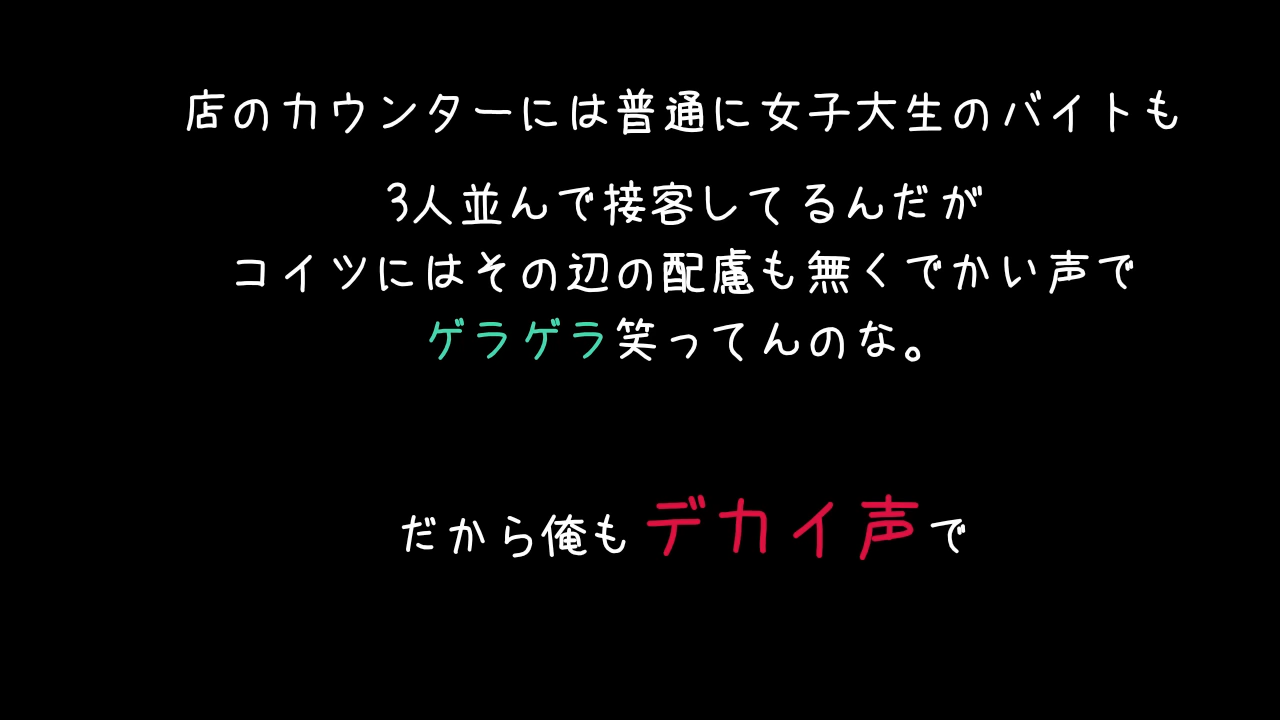 店のカウンターには普通に女子大生のバイトも
3人並んで接客してるんだが
コイツにはその辺の配慮も無くでかい声で
ゲラゲラ笑ってんのな。
だから俺もデカイ声で